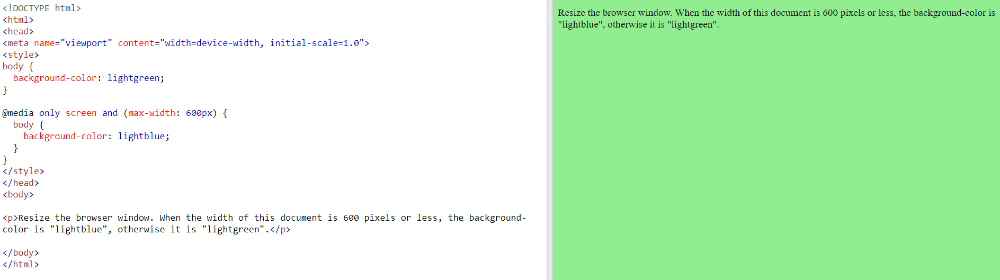 <!DOCTYPE html>
<html>
<head>
<meta name="viewport" content="width=device-width, initial-scale=1.0">
<style>
body {
  background-color: lightgreen;
}

@media only screen and (max-width: 600px) {
  body {
    background-color: lightblue;
  }
}
</style>
</head>
<body>

<p>Resize the browser window. When the width of this document is 600 pixels or less, the background-
color is "lightblue", otherwise it is "lightgreen".</p>

</body>
</html>
Resize the browser window. When the width of this document is 600 pixels or less, the background-color is
"lightblue", otherwise it is "lightgreen".